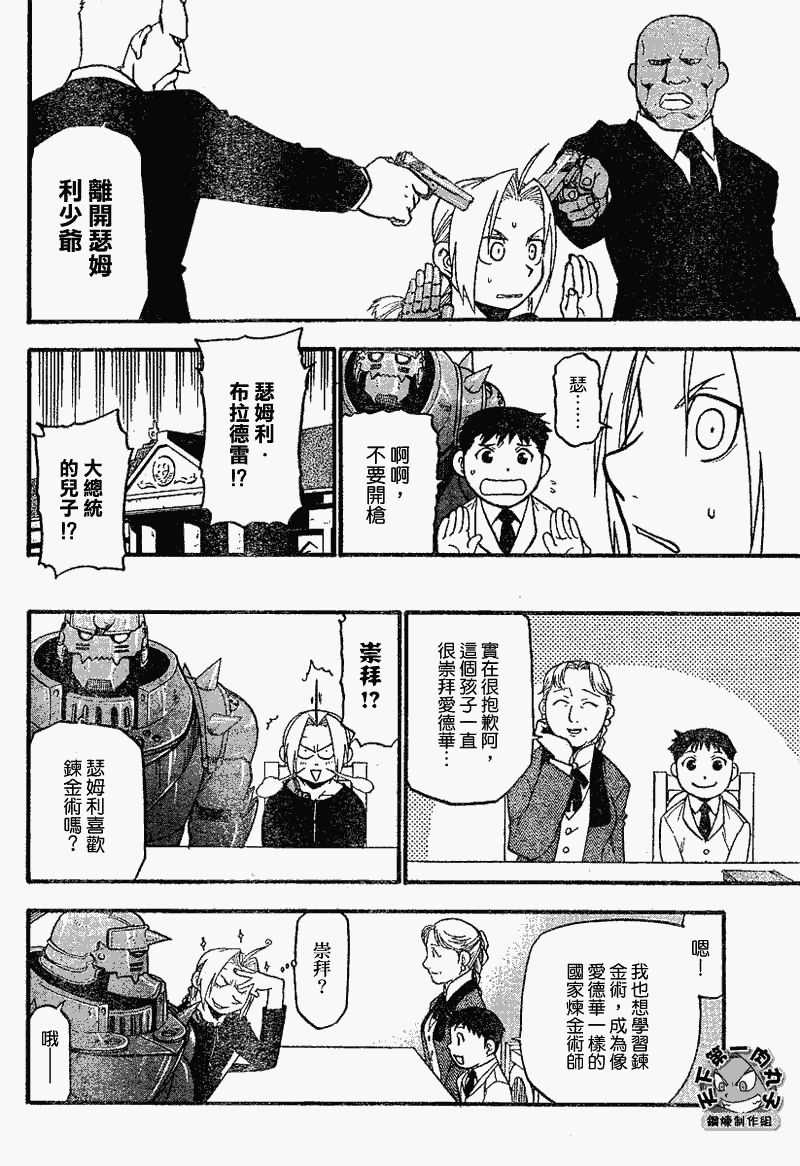 離開瑟姆
利少爺
瑟……
啊啊，
不要開槍
瑟姆利·
布拉德雷!?
大總統
的兒子!?
實在很抱歉阿，
這個孩子一直
很崇拜愛德華…
崇拜!?
瑟姆利喜歡
鍊金術嗎？
嗯！
我也想學習鍊
金術，成為像
愛德華一樣的
國家煉金術師
崇拜？
哦——
天下第一肉丸子
鋼煉制作組